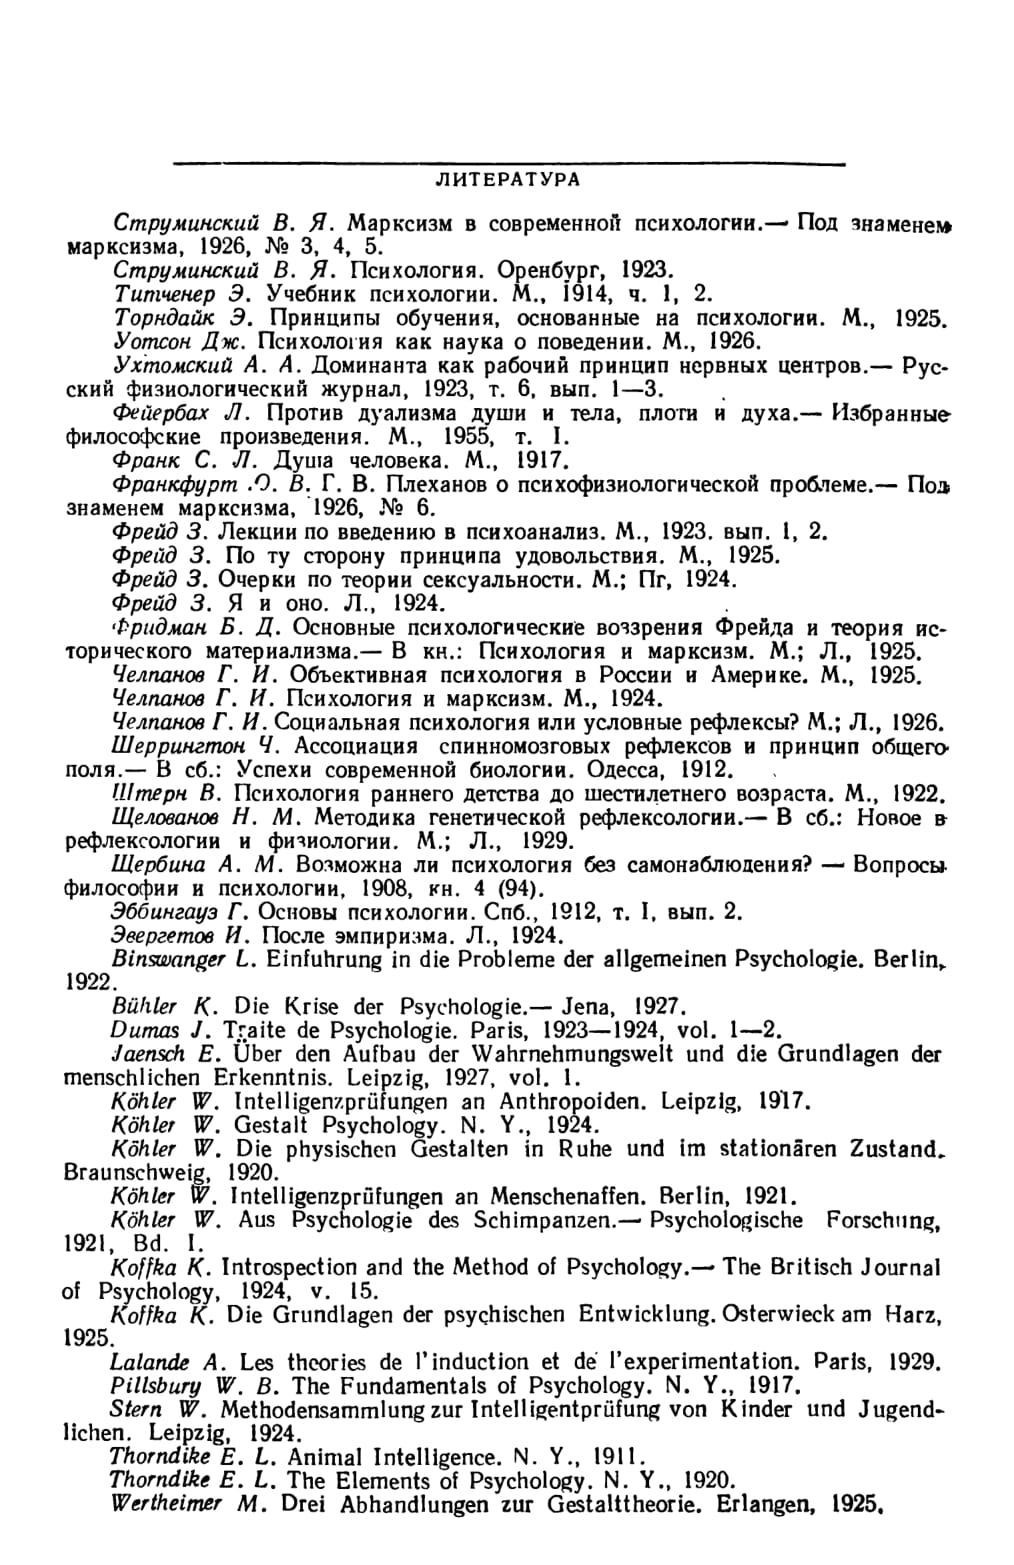 ЛИТЕРАТУРА
Струминский В. Я. Марксизм в современной психологии.— Под знаменем
марксизма, 1926, № 3, 4, 5.
Струминский В. Я. Психология. Оренбург, 1923.
Титченер Э. Учебник психологии. М., 1914, ч. 1, 2.
Торндайк Э. Принципы обучения, основанные на психологии. М., 1925.
Уотсон Дж. Психология как наука о поведении. М., 1926.
Ухтомский А. А. Доминанта как рабочий принцип нервных центров.— Рус-
ский физиологический журнал, 1923, т. 6, вып. 1—3.
Фейербах Л. Против дуализма души и тела, плоти и духа.— Избранные
философские произведения. М., 1955, т. I.
Франк С. Л. Душа человека. М., 1917.
Франкфурт Ю. В. Г. В. Плеханов о психофизиологической проблеме.— Под
знаменем марксизма, 1926, № 6.
Фрейд З. Лекции по введению в психоанализ. М., 1923. вып. 1, 2.
Фрейд З. По ту сторону принципа удовольствия. М., 1925.
Фрейд З. Очерки по теории сексуальности. М.; Пг, 1924.
Фрейд З. Я и оно. Л., 1924.
Фридман Б. Д. Основные психологические воззрения Фрейда и теория ис-
торического материализма.— В кн.: Психология и марксизм. М.; Л., 1925.
Челпанов Г. И. Объективная психология в России и Америке. М., 1925.
Челпанов Г. И. Психология и марксизм. М., 1924.
Челпанов Г. И. Социальная психология или условные рефлексы? М.; Л., 1926.
Шеррингтон Ч. Ассоциация спинномозговых рефлексов и принцип общего
поля.— В сб.: Успехи современной биологии. Одесса, 1912.
Штерн В. Психология раннего детства до шестилетнего возраста. М., 1922.
Щелованов Н. М. Методика генетической рефлексологии.— В сб.: Новое в
рефлексологии и физиологии. М.; Л., 1929.
Щербина А. М. Возможна ли психология без самонаблюдения? — Вопросы
философии и психологии, 1908, кн. 4 (94).
Эббингауз Г. Основы психологии. Спб., 1912, т. I, вып. 2.
Эвергетов И. После эмпиризма. Л., 1924.
Binswanger L. Einfuhrung in die Probleme der allgemeinen Psychologie. Berlin,
1922.
Bühler K. Die Krise der Psychologie.— Jena, 1927.
Dumas J. Traite de Psychologie. Paris, 1923—1924, vol. 1—2.
Jaensch E. Über den Aufbau der Wahrnehmungswelt und die Grundlagen der
menschlichen Erkenntnis. Leipzig, 1927, vol. 1.
Köhler W. Intelligenzprüfungen an Anthropoiden. Leipzig, 1917.
Köhler W. Gestalt Psychology. N. Y., 1924.
Köhler W. Die physischen Gestalten in Ruhe und im stationären Zustand.
Braunschweig, 1920.
Köhler W. Intelligenzprüfungen an Menschenaffen. Berlin, 1921.
Köhler W. Aus Psychologie des Schimpanzen.— Psychologische Forschung,
1921, Bd. I.
Koffka K. Introspection and the Method of Psychology.— The Britisch Journal
of Psychology, 1924, v. 15.
Koffka K. Die Grundlagen der psychischen Entwicklung. Osterwieck am Harz,
1925.
Lalande A. Les theories de l'induction et de l'experimentation. Paris, 1929.
Pillsbury W. B. The Fundamentals of Psychology. N. Y., 1917.
Stern W. Methodensammlung zur Intelligentprüfung von Kinder und Jugend-
lichen. Leipzig, 1924.
Thorndike E. L. Animal Intelligence. N. Y., 1911.
Thorndike E. L. The Elements of Psychology. N. Y., 1920.
Wertheimer M. Drei Abhandlungen zur Gestalttheorie. Erlangen, 1925.